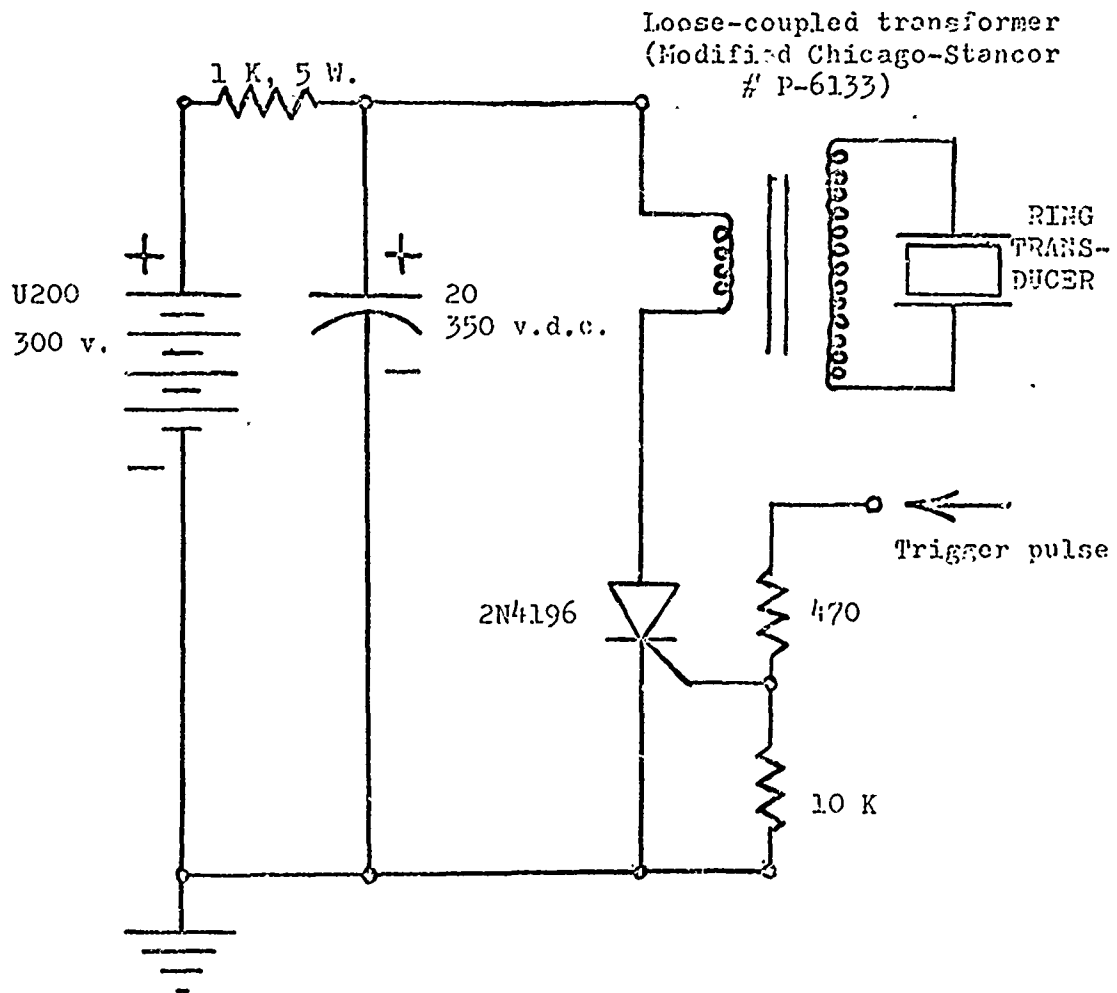 Loose-coupled transformer
(Modified Chicago-Stancor
# P-6133)
1 K, 5 W.
+
+
RING
TRANS-
DUCER
U200
300 v.
20
350 v.d.c.
−
−
Trigger pulse
2N4196
470
10 K